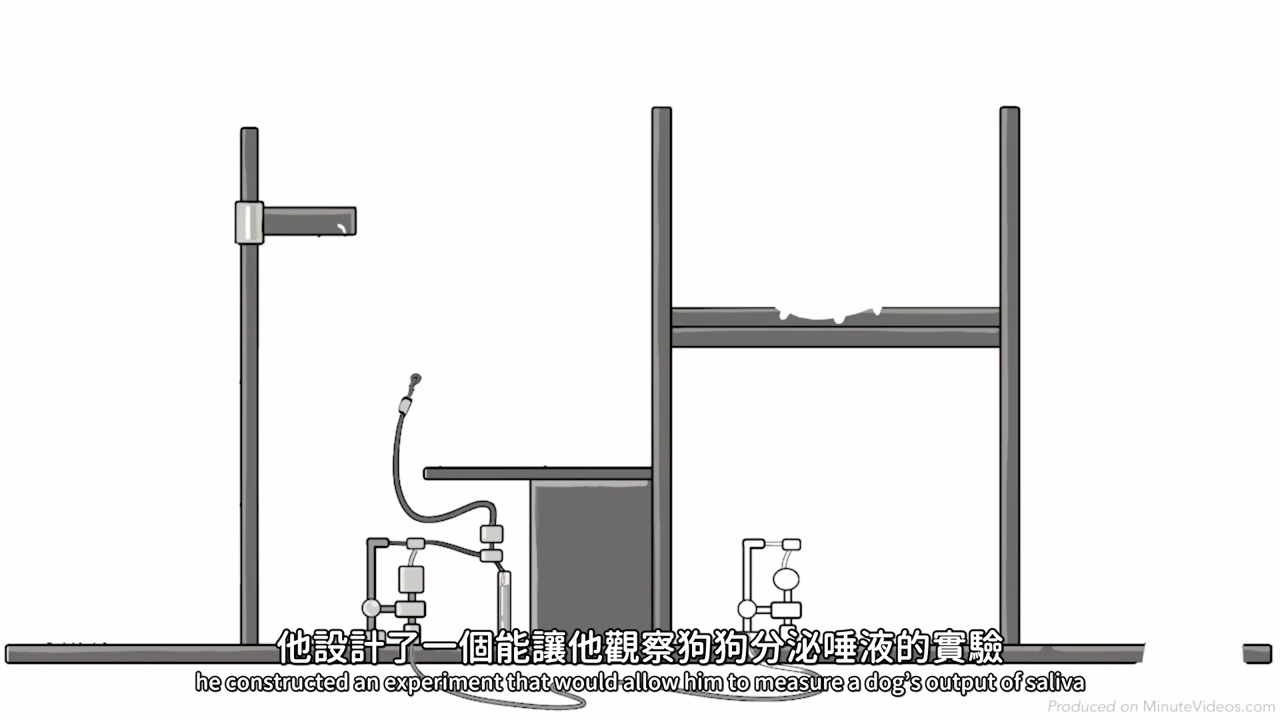 他設計了一個能讓他觀察狗狗分泌唾液的實驗
he constructed an experiment that would allow him to measure a dog's output of saliva
Produced on MinuteVideos.com